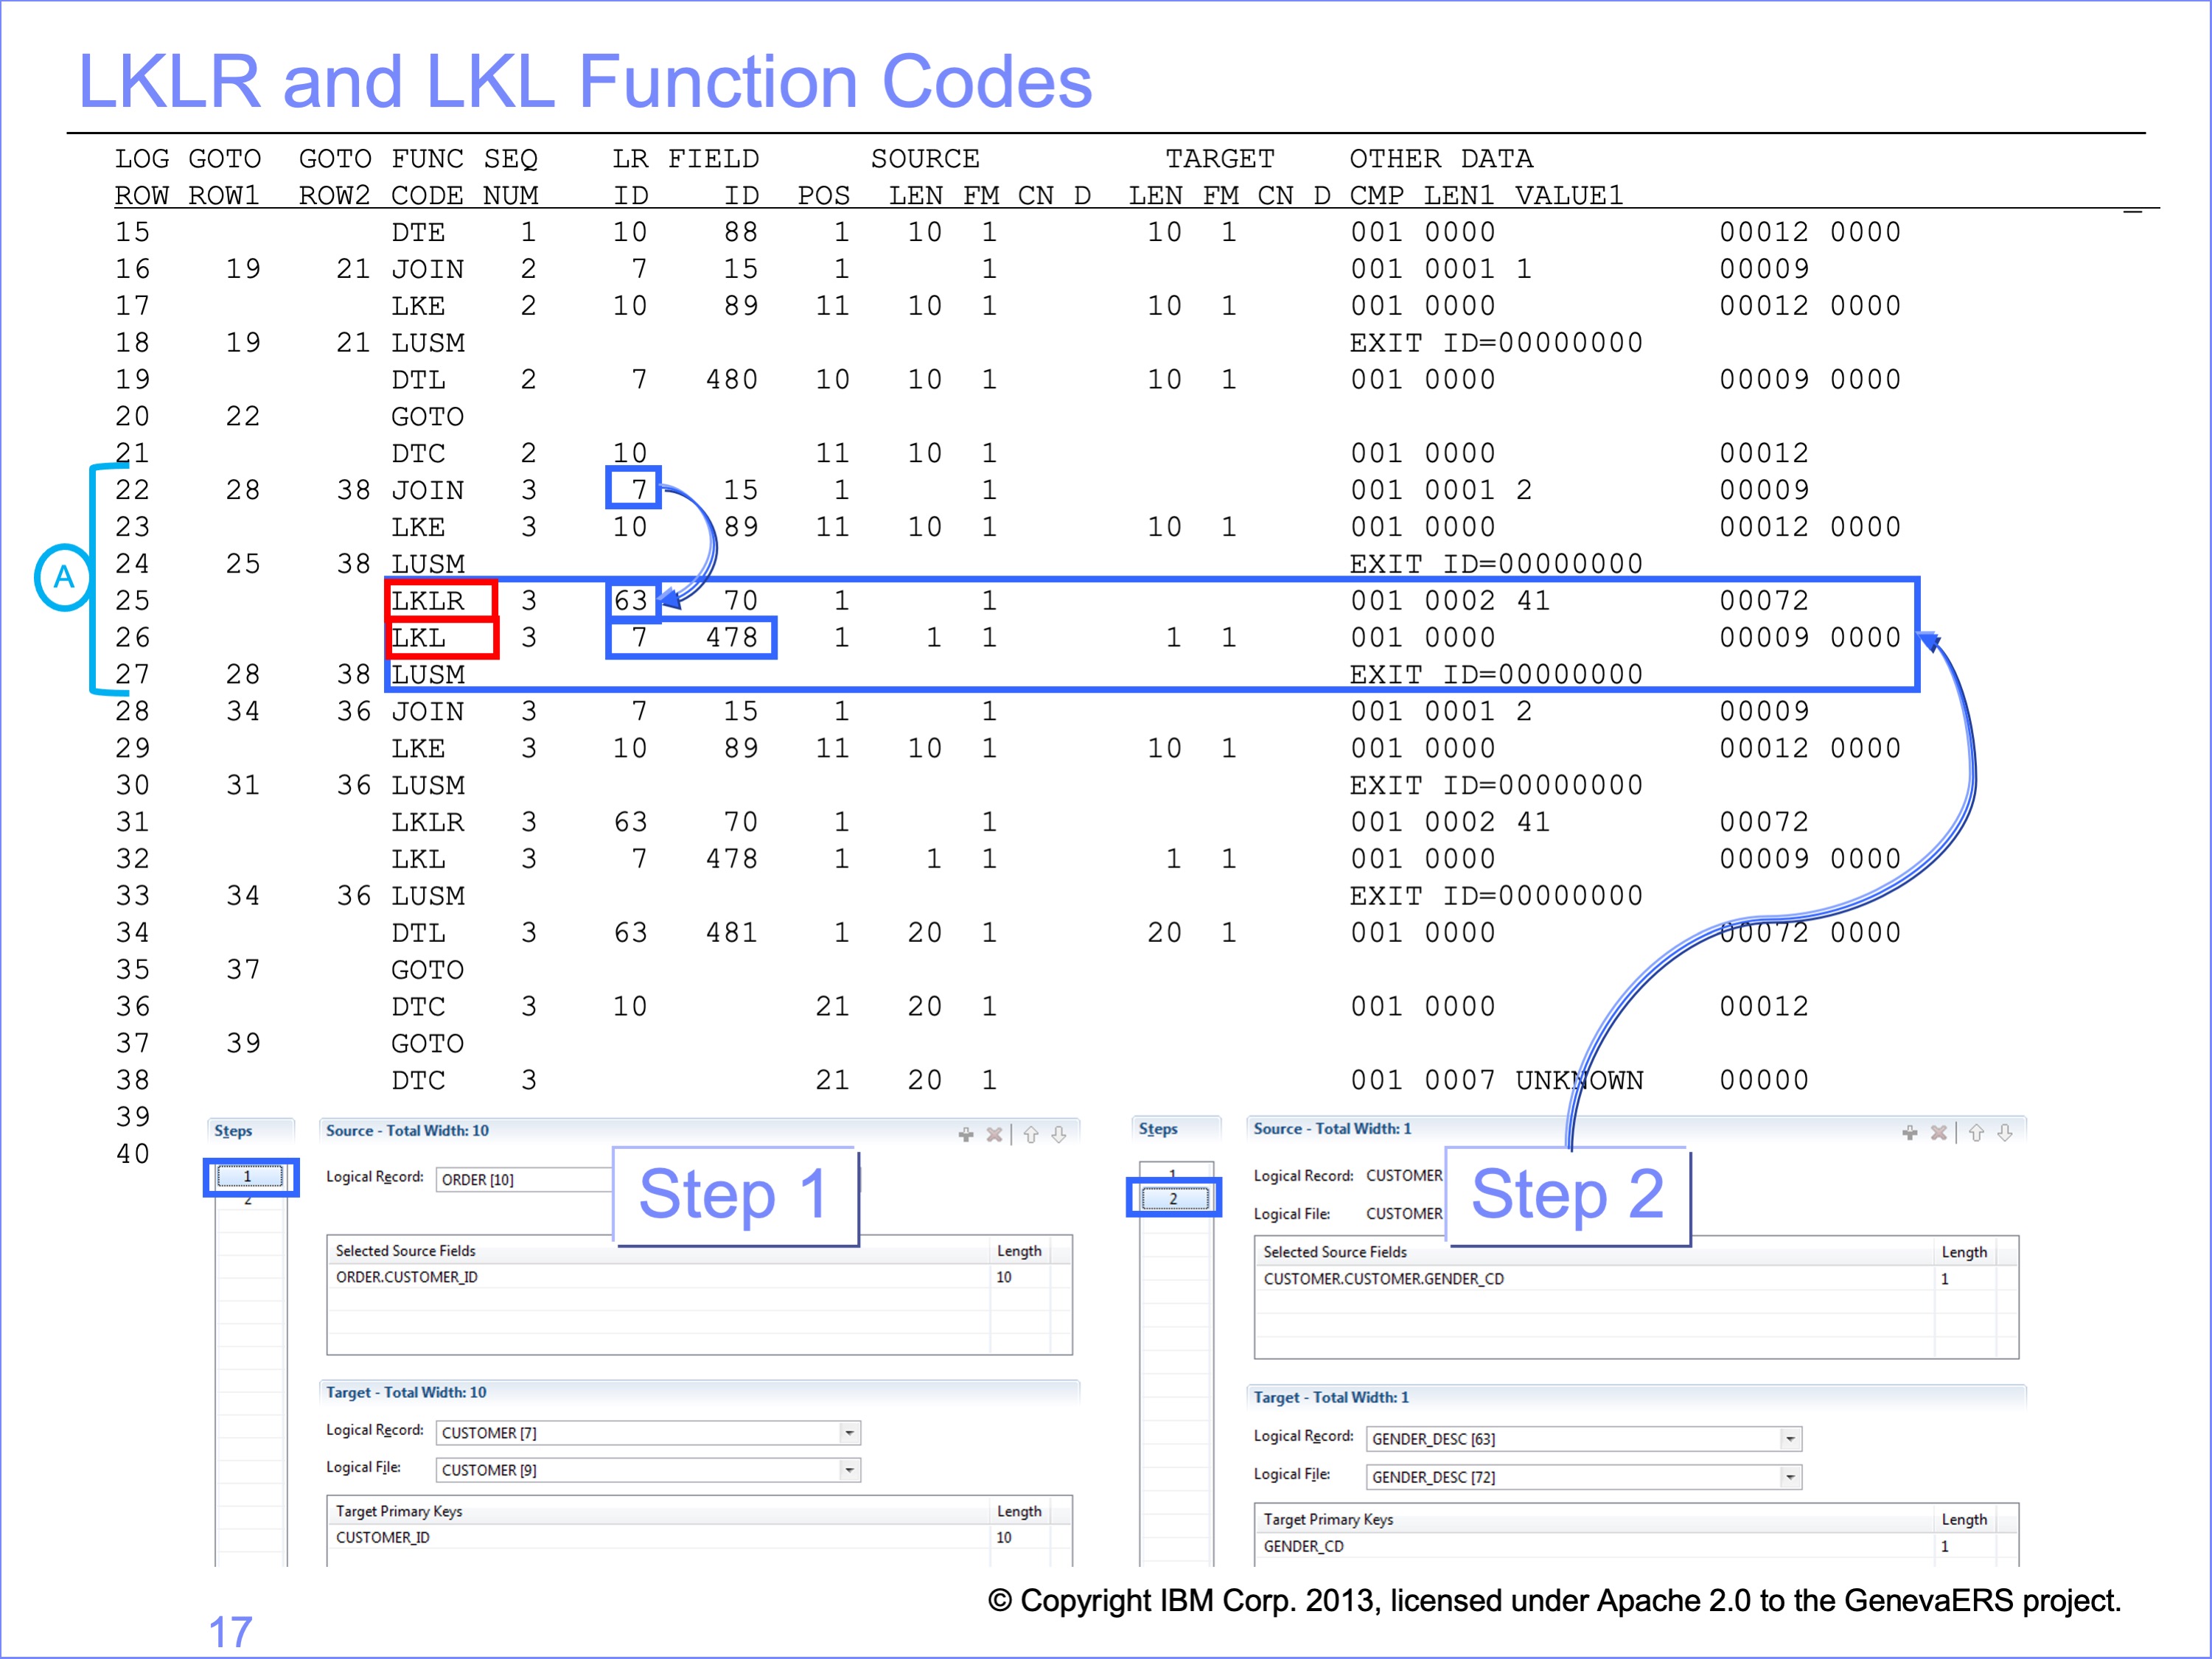 LKLR and LKL Function Codes
LOG GOTO GOTO FUNC SEQ LR FIELD SOURCE TARGET OTHER DATA
ROW ROW1 ROW2 CODE NUM ID ID POS LEN FM CN D LEN FM CN D CMP LEN1 VALUE1
15 DTE 1 10 88 1 10 1 10 1 001 0000 00012 0000
16 19 21 JOIN 2 7 15 1 1 001 0001 1 00009
17 LKE 2 10 89 11 10 1 10 1 001 0000 00012 0000
18 19 21 LUSM EXIT ID=00000000
19 DTL 2 7 480 10 10 1 10 1 001 0000 00009 0000
20 22 GOTO
21 DTC 2 10 11 10 1 001 0000 00012
22 28 38 JOIN 3 7 15 1 1 001 0001 2 00009
23 LKE 3 10 89 11 10 1 10 1 001 0000 00012 0000
24 25 38 LUSM EXIT ID=00000000
A
25 LKLR 3 63 70 1 1 001 0002 41 00072
26 LKL 3 7 478 1 1 1 1 1 001 0000 00009 0000
27 28 38 LUSM EXIT ID=00000000
28 34 36 JOIN 3 7 15 1 1 001 0001 2 00009
29 LKE 3 10 89 11 10 1 10 1 001 0000 00012 0000
30 31 36 LUSM EXIT ID=00000000
31 LKLR 3 63 70 1 1 001 0002 41 00072
32 LKL 3 7 478 1 1 1 1 1 001 0000 00009 0000
33 34 36 LUSM EXIT ID=00000000
34 DTL 3 63 481 1 20 1 20 1 001 0000 00072 0000
35 37 GOTO
36 DTC 3 10 21 20 1 001 0000 00012
37 39 GOTO
38 DTC 3 21 20 1 001 0007 UNKNOWN 00000
39
40
Steps
1
2
Source - Total Width: 10
Logical Record: ORDER [10]
Step 1
Selected Source Fields Length
ORDER.CUSTOMER_ID 10
Target - Total Width: 10
Logical Record: CUSTOMER [7]
Logical File: CUSTOMER [9]
Target Primary Keys Length
CUSTOMER_ID 10
Steps
1
2
Source - Total Width: 1
Logical Record: CUSTOMER
Logical File: CUSTOMER
Step 2
Selected Source Fields Length
CUSTOMER.CUSTOMER.GENDER_CD 1
Target - Total Width: 1
Logical Record: GENDER_DESC [63]
Logical File: GENDER_DESC [72]
Target Primary Keys Length
GENDER_CD 1
© Copyright IBM Corp. 2013, licensed under Apache 2.0 to the GenevaERS project.
17